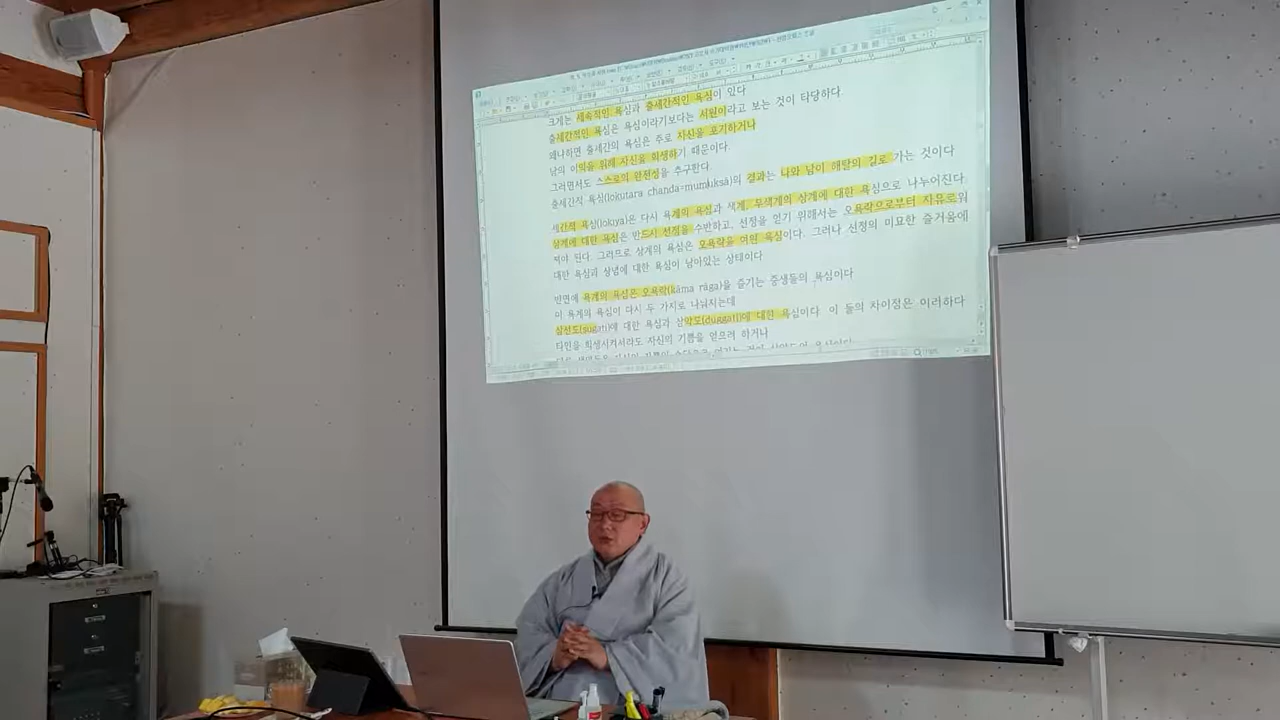 크게는 세속적인 욕심과 출세간적인 욕심이 있다
출세간적인 욕심은 욕심이라기보다는 서원이라고 보는 것이 타당하다.
왜냐하면 출세간의 욕심은 주로 자신을 포기하거나
남의 이익을 위해 자신을 희생하기 때문이다.
그러면서도 스스로의 완전성을 추구한다.
출세간적 욕심(lokutara chanda=mumuksā)의 결과는 나와 남이 해탈의 길로 가는 것이다
세간적 욕심(lokiya)은 다시 욕계의 욕심과 색계, 무색계의 상계에 대한 욕심으로 나누어진다.
상계에 대한 욕심은 반드시 선정을 수반하고, 선정을 얻기 위해서는 오욕락으로부터 자유로워
져야 된다. 그러므로 상계의 욕심은 오욕락을 여읜 욕심이다. 그러나 선정의 미묘한 즐거움에
대한 욕심과 상념에 대한 욕심이 남아있는 상태이다
반면에 욕계의 욕심은 오욕락(kāma rāga)을 즐기는 중생들의 욕심이다
이 욕계의 욕심이 다시 두 가지로 나눠지는데
삼선도(sugati)에 대한 욕심과 삼악도(duggati)에 대한 욕심이다. 이 둘의 차이점은 이러하다
타인을 희생시켜서라도 자신의 기쁨을 얻으려 하거나